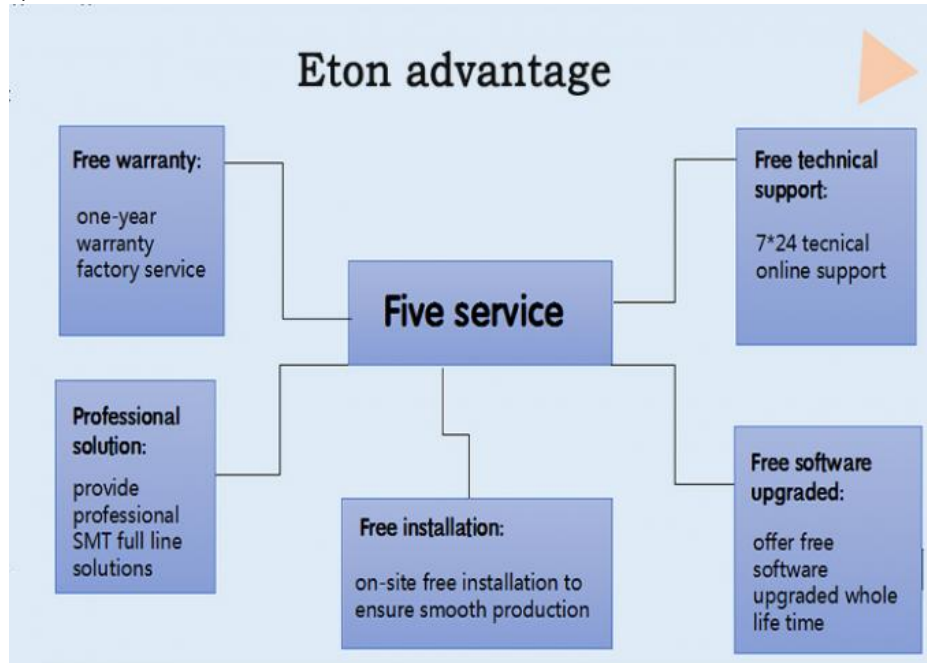 Eton advantage
Free warranty:
one-year
warranty
factory service
Free technical
support:
7*24 tecnical
online support
Five service
Professional
solution:
provide
professional
SMT full line
solutions
Free installation:
on-site free installation to
ensure smooth production
Free software
upgraded:
offer free
software
upgraded whole
life time